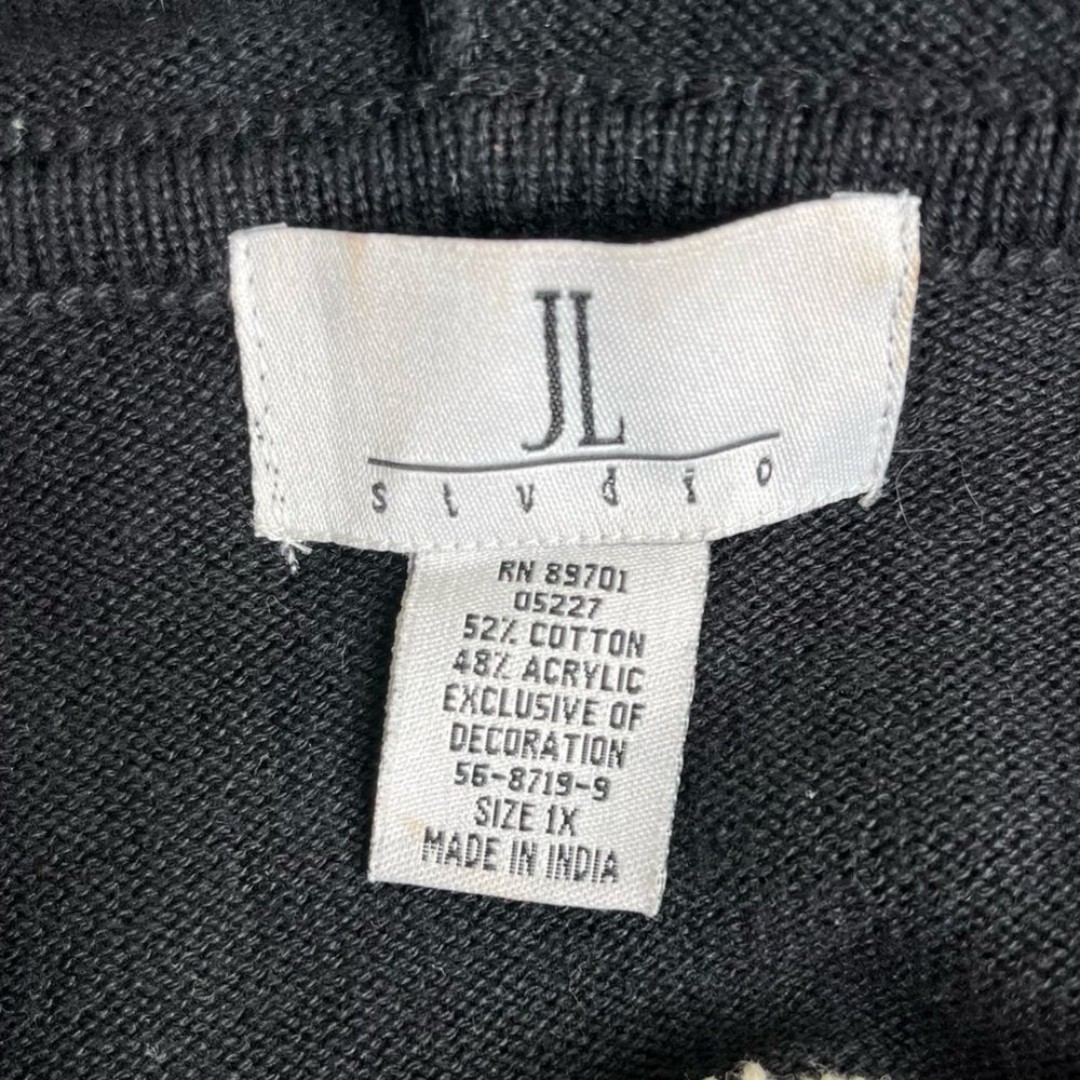 JL
studio
RN 89701
05227
52% COTTON
48% ACRYLIC
EXCLUSIVE OF
DECORATION
56-8719-9
SIZE 1X
MADE IN INDIA